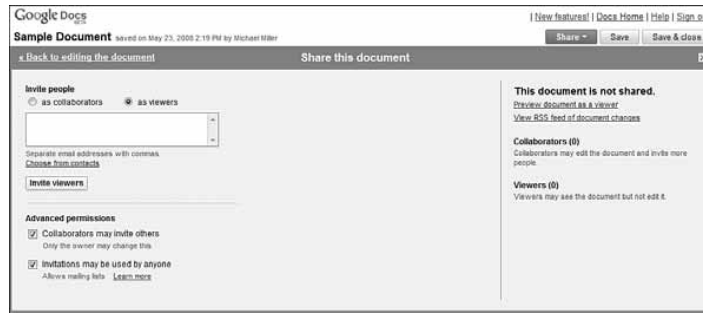 Google Docs
BETA
New features! | Docs Home | Help | Sign o
Sample Document saved on May 23, 2008 2:19 PM by Michael Miller
Share Save Save & close
« Back to editing the document
Share this document
Invite people
as collaborators as viewers
Separate email addresses with commas.
Choose from contacts
Invite viewers
Advanced permissions
Collaborators may invite others
Only the owner may change this
Invitations may be used by anyone
Allows mailing lists Learn more
This document is not shared.
Preview document as a viewer
View RSS feed of document changes
Collaborators (0)
Collaborators may edit the document and invite more
people.
Viewers (0)
Viewers may see the document but not edit it.